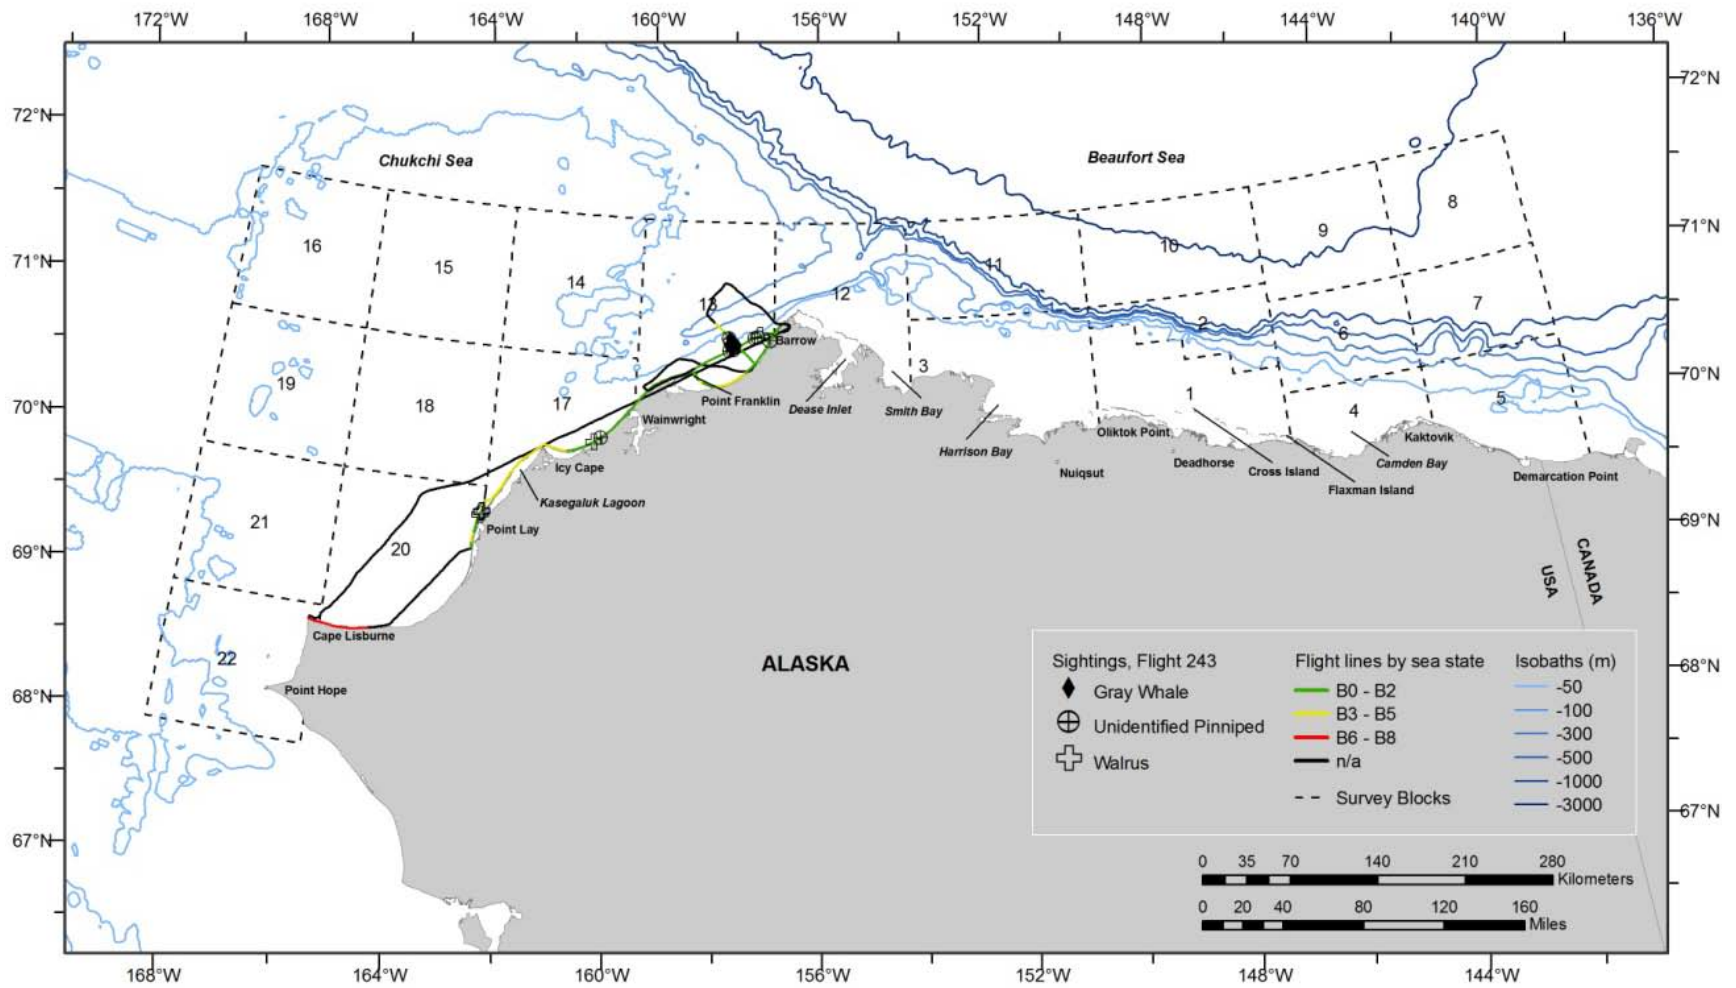 172°W 168°W 164°W 160°W 156°W 152°W 148°W 144°W 140°W 136°W
72°N
72°N
Chukchi Sea
Beaufort Sea
8
71°N
9
16
10
71°N
15
11
14
12
13
7
2
6
Barrow
3
70°N
19
1
5
70°N
18
17
Point Franklin
Dease Inlet
Smith Bay
4
Wainwright
Oliktok Point
Kaktovik
Harrison Bay
Icy Cape
Nuiqsut
Deadhorse
Cross Island
Camden Bay
Demarcation Point
Kasegaluk Lagoon
Flaxman Island
21
Point Lay
69°N
69°N
20
CANADA
USA
Cape Lisburne
22
ALASKA
68°N
Point Hope
68°N
67°N
67°N
Sightings, Flight 243
Gray Whale
Unidentified Pinniped
Walrus
Flight lines by sea state
B0 - B2
B3 - B5
B6 - B8
n/a
Survey Blocks
Isobaths (m)
-50
-100
-300
-500
-1000
-3000
0 35 70 140 210 280
Kilometers
0 20 40 80 120 160
Miles
168°W 164°W 160°W 156°W 152°W 148°W 144°W